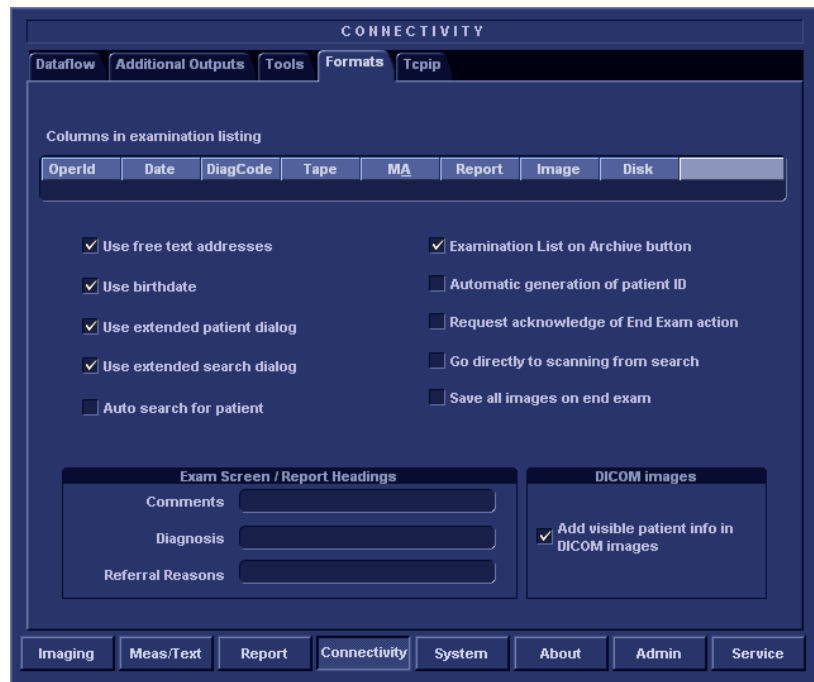 CONNECTIVITY
Dataflow Additional Outputs Tools Formats Tcpip
Columns in examination listing
OperId Date DiagCode Tape MA Report Image Disk
Use free text addresses
Use birthdate
Use extended patient dialog
Use extended search dialog
Auto search for patient
Examination List on Archive button
Automatic generation of patient ID
Request acknowledge of End Exam action
Go directly to scanning from search
Save all images on end exam
Exam Screen / Report Headings
Comments
Diagnosis
Referral Reasons
DICOM images
Add visible patient info in
DICOM images
Imaging Meas/Text Report Connectivity System About Admin Service